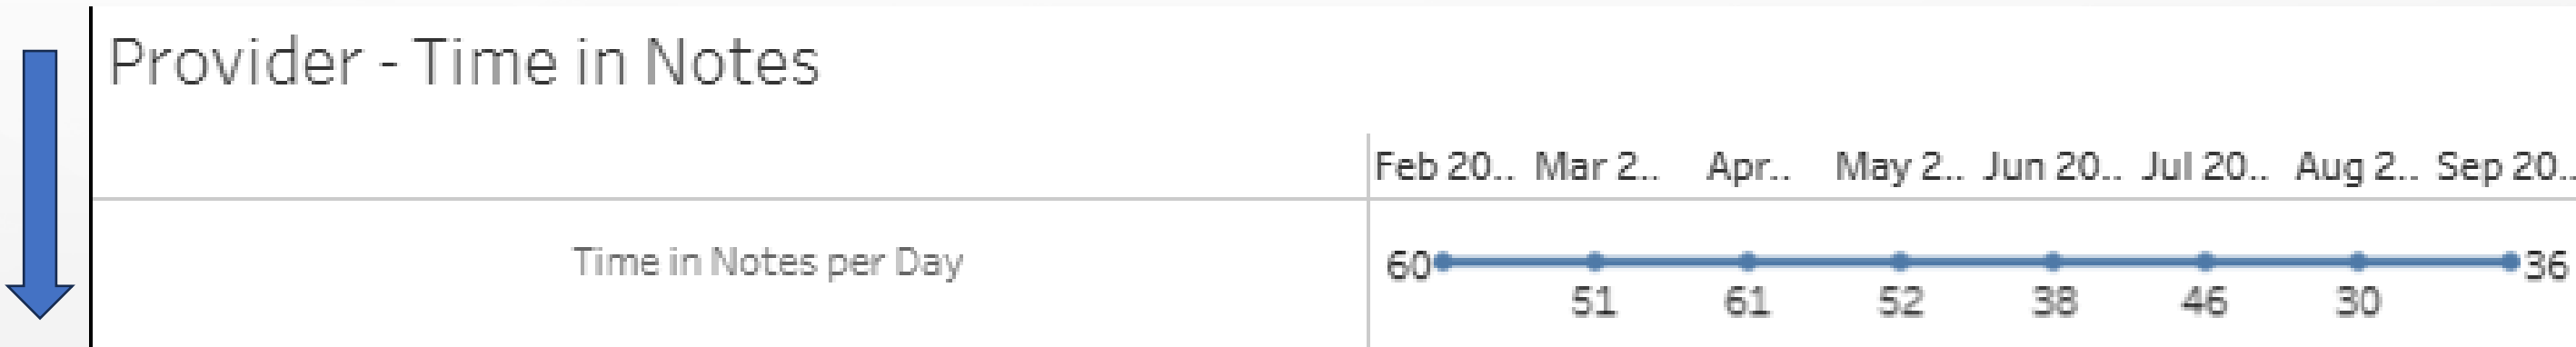 Provider - Time in Notes
Feb 20.. Mar 2.. Apr.. May 2.. Jun 20.. Jul 20.. Aug 2.. Sep 20..
Time in Notes per Day
60 36
51 61 52 38 46 30